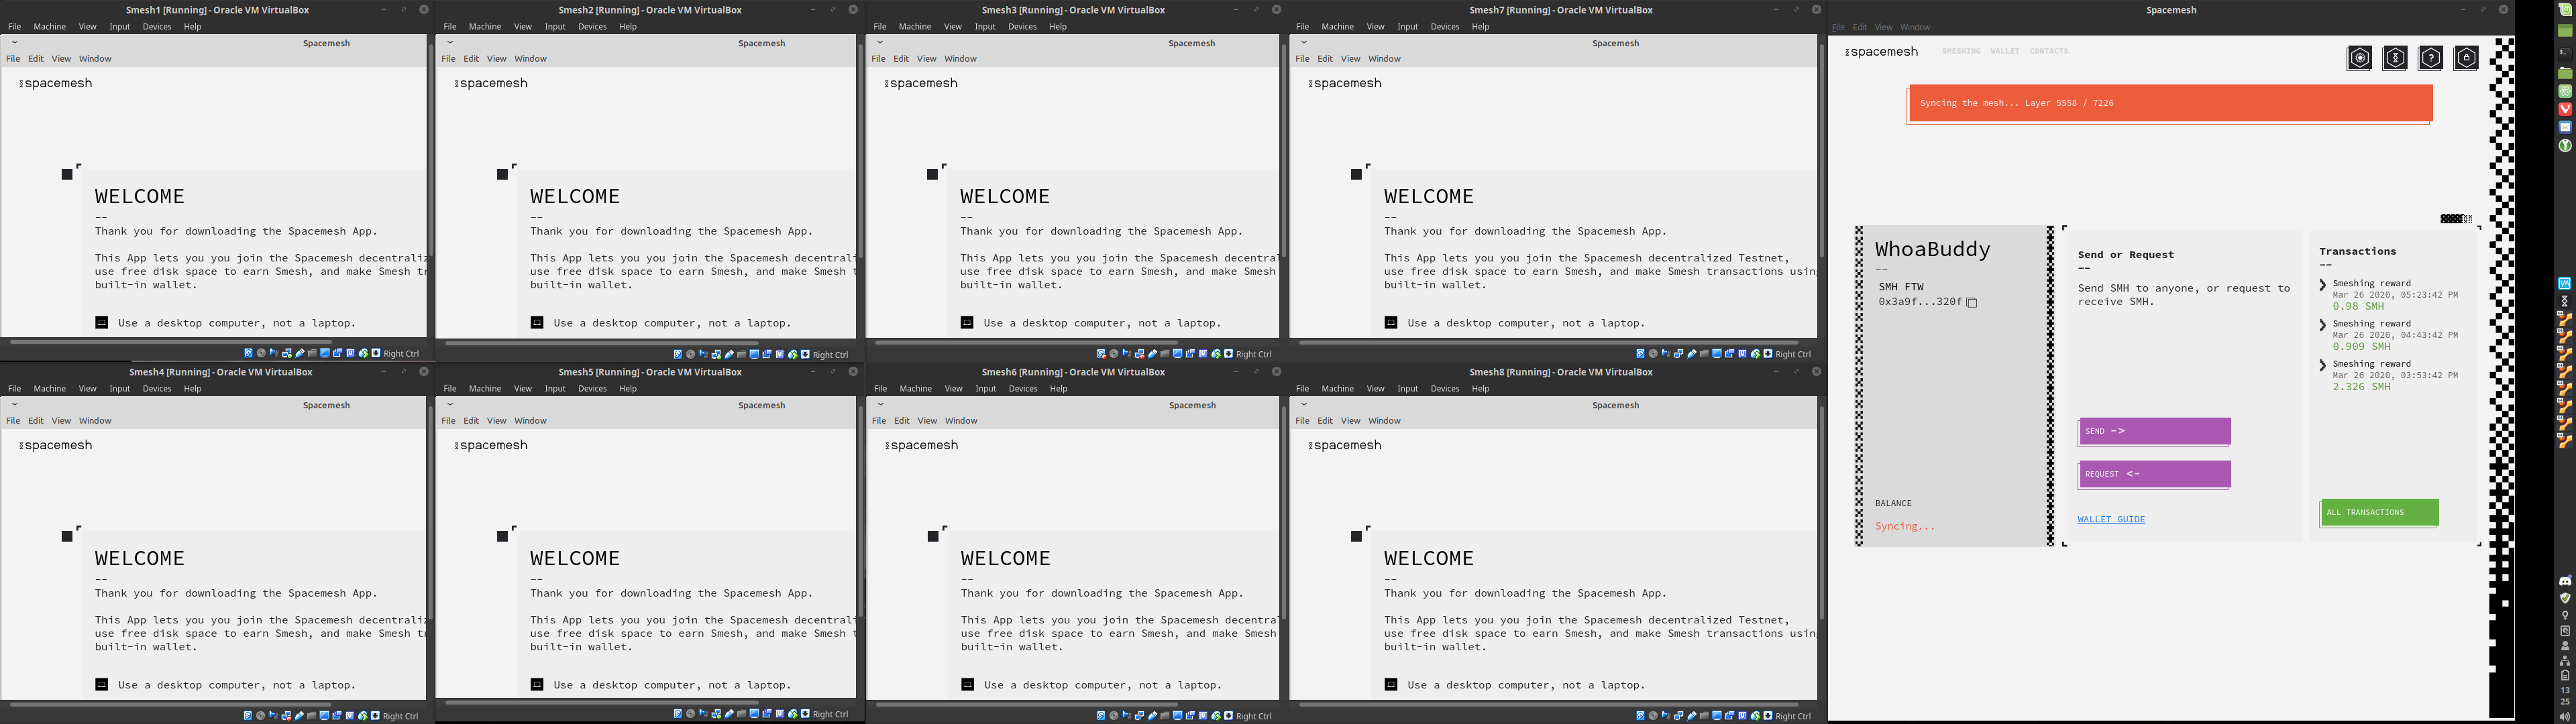 Smesh1 [Running] - Oracle VM VirtualBox
File Machine View Input Devices Help
Spacemesh
File Edit View Window
spacemesh
WELCOME
--
Thank you for downloading the Spacemesh App.
This App lets you you join the Spacemesh decentraliz
use free disk space to earn Smesh, and make Smesh tr
built-in wallet.
Use a desktop computer, not a laptop.
Right Ctrl
Smesh2 [Running] - Oracle VM VirtualBox
File Machine View Input Devices Help
Spacemesh
File Edit View Window
spacemesh
WELCOME
--
Thank you for downloading the Spacemesh App.
This App lets you you join the Spacemesh decentrali
use free disk space to earn Smesh, and make Smesh t
built-in wallet.
Use a desktop computer, not a laptop.
Right Ctrl
Smesh3 [Running] - Oracle VM VirtualBox
File Machine View Input Devices Help
Spacemesh
File Edit View Window
spacemesh
WELCOME
--
Thank you for downloading the Spacemesh App.
This App lets you you join the Spacemesh decentral
use free disk space to earn Smesh, and make Smesh
built-in wallet.
Use a desktop computer, not a laptop.
Right Ctrl
Smesh7 [Running] - Oracle VM VirtualBox
File Machine View Input Devices Help
Spacemesh
File Edit View Window
spacemesh
WELCOME
--
Thank you for downloading the Spacemesh App.
This App lets you you join the Spacemesh decentralized Testnet,
use free disk space to earn Smesh, and make Smesh transactions using
built-in wallet.
Use a desktop computer, not a laptop.
Right Ctrl
Smesh4 [Running] - Oracle VM VirtualBox
File Machine View Input Devices Help
Spacemesh
File Edit View Window
spacemesh
WELCOME
--
Thank you for downloading the Spacemesh App.
This App lets you you join the Spacemesh decentraliz
use free disk space to earn Smesh, and make Smesh tr
built-in wallet.
Use a desktop computer, not a laptop.
Right Ctrl
Smesh5 [Running] - Oracle VM VirtualBox
File Machine View Input Devices Help
Spacemesh
File Edit View Window
spacemesh
WELCOME
--
Thank you for downloading the Spacemesh App.
This App lets you you join the Spacemesh decentrali
use free disk space to earn Smesh, and make Smesh t
built-in wallet.
Use a desktop computer, not a laptop.
Right Ctrl
Smesh6 [Running] - Oracle VM VirtualBox
File Machine View Input Devices Help
Spacemesh
File Edit View Window
spacemesh
WELCOME
--
Thank you for downloading the Spacemesh App.
This App lets you you join the Spacemesh decentra
use free disk space to earn Smesh, and make Smesh
built-in wallet.
Use a desktop computer, not a laptop.
Right Ctrl
Smesh8 [Running] - Oracle VM VirtualBox
File Machine View Input Devices Help
Spacemesh
File Edit View Window
spacemesh
WELCOME
--
Thank you for downloading the Spacemesh App.
This App lets you you join the Spacemesh decentralized Testnet,
use free disk space to earn Smesh, and make Smesh transactions using
built-in wallet.
Use a desktop computer, not a laptop.
Right Ctrl
Spacemesh
File Edit View Window
spacemesh SMESHING WALLET CONTACTS
?
Syncing the mesh... Layer 5558 / 7226
WhoaBuddy
--
SMH FTW
0x3a9f...320f
BALANCE
Syncing...
Send or Request
--
Send SMH to anyone, or request to
receive SMH.
SEND ->
REQUEST <-
WALLET GUIDE
Transactions
--
Smeshing reward
Mar 26 2020, 05:23:42 PM
0.98 SMH
Smeshing reward
Mar 26 2020, 04:43:42 PM
0.909 SMH
Smeshing reward
Mar 26 2020, 03:53:42 PM
2.326 SMH
ALL TRANSACTIONS
13
25